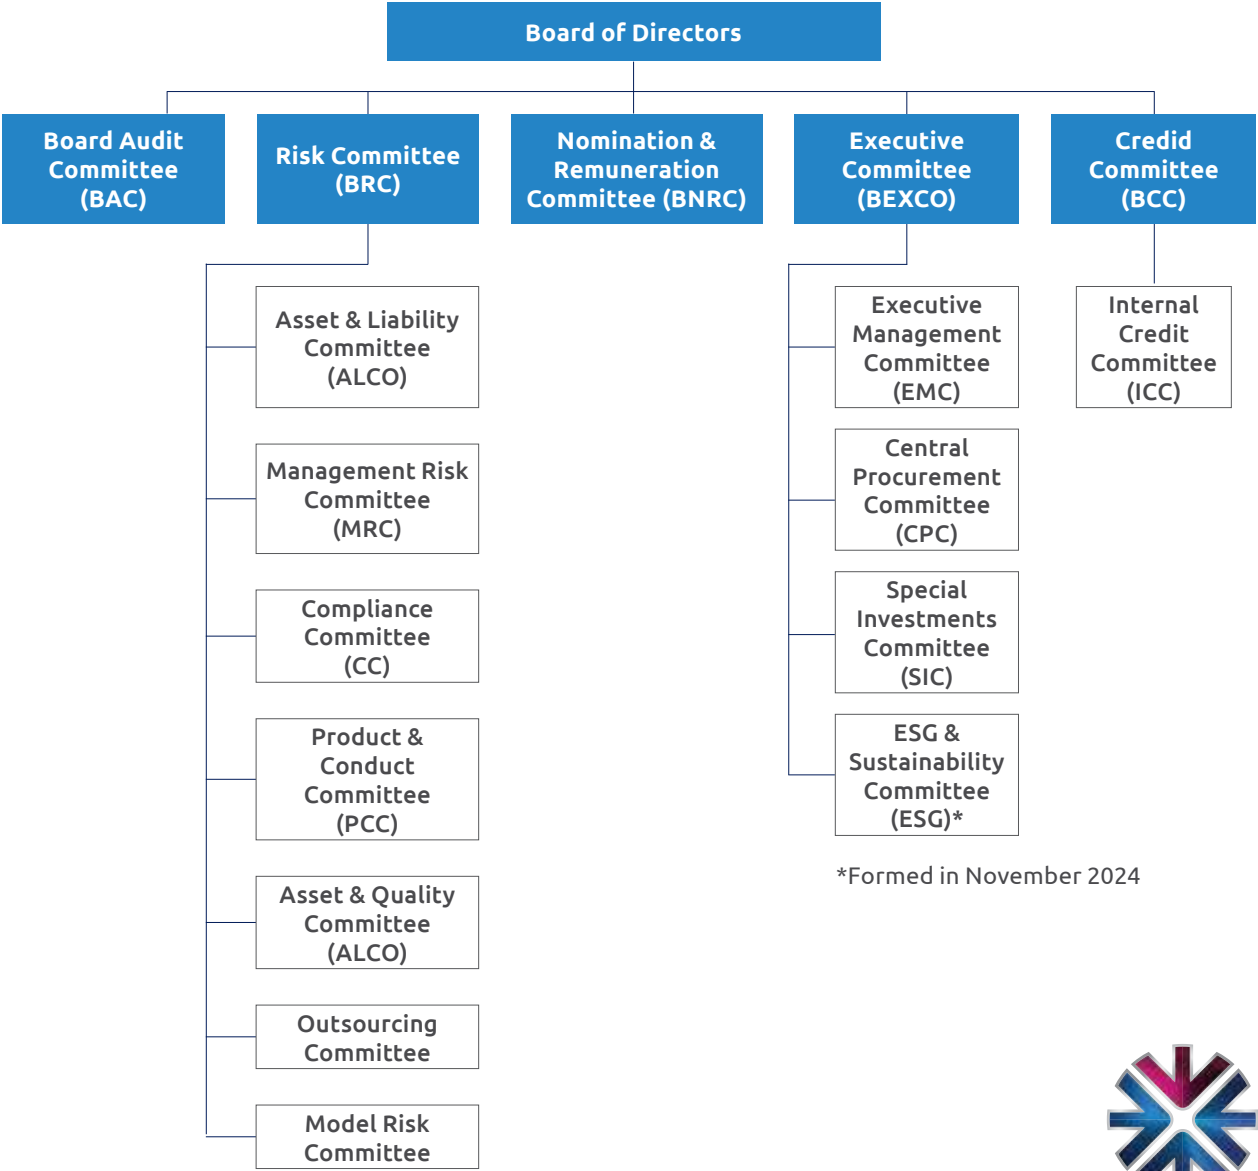 Board of Directors
Board Audit
Committee
(BAC)
Risk Committee
(BRC)
Nomination &
Remuneration
Committee (BNRC)
Executive
Committee
(BEXCO)
Credid
Committee
(BCC)
Asset & Liability
Committee
(ALCO)
Management Risk
Committee
(MRC)
Compliance
Committee
(CC)
Product &
Conduct
Committee
(PCC)
Asset & Quality
Committee
(ALCO)
Outsourcing
Committee
Model Risk
Committee
Executive
Management
Committee
(EMC)
Central
Procurement
Committee
(CPC)
Special
Investments
Committee
(SIC)
ESG &
Sustainability
Committee
(ESG)*
*Formed in November 2024
Internal
Credit
Committee
(ICC)